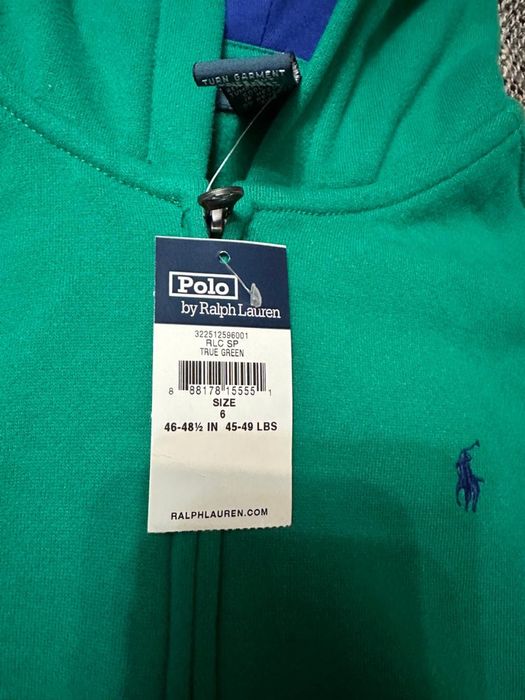 TURN GARMENT
Polo
by Ralph Lauren
322512596001
RLC SP
TRUE GREEN
8 88178 15555 1
SIZE
6
46-48½ IN 45-49 LBS
RALPHLAUREN.COM